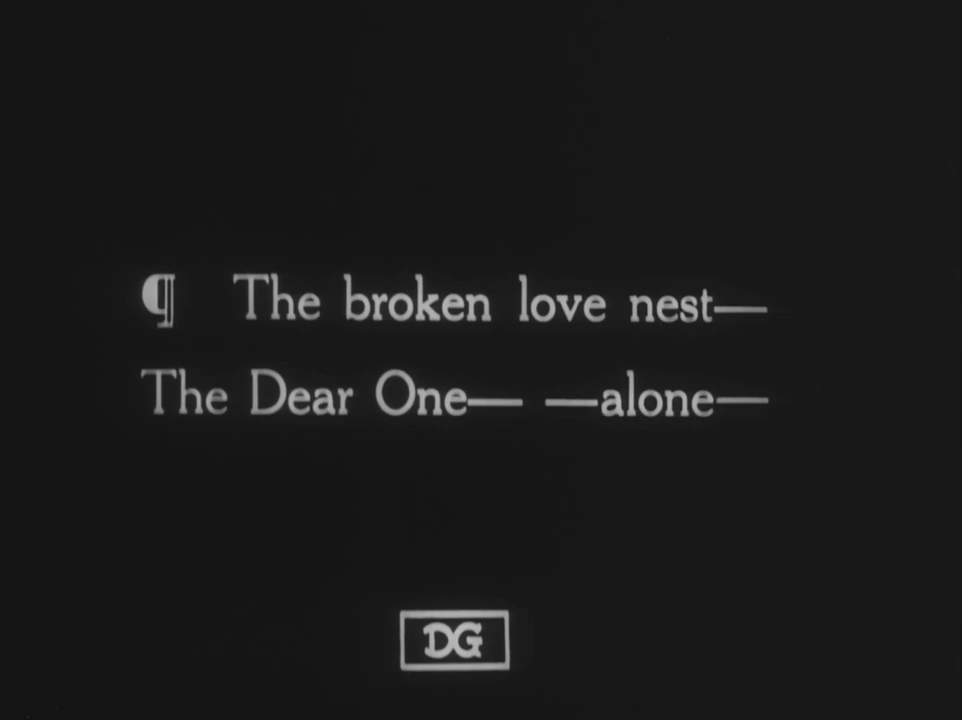 ¶ The broken love nest—
The Dear One— —alone—
DG